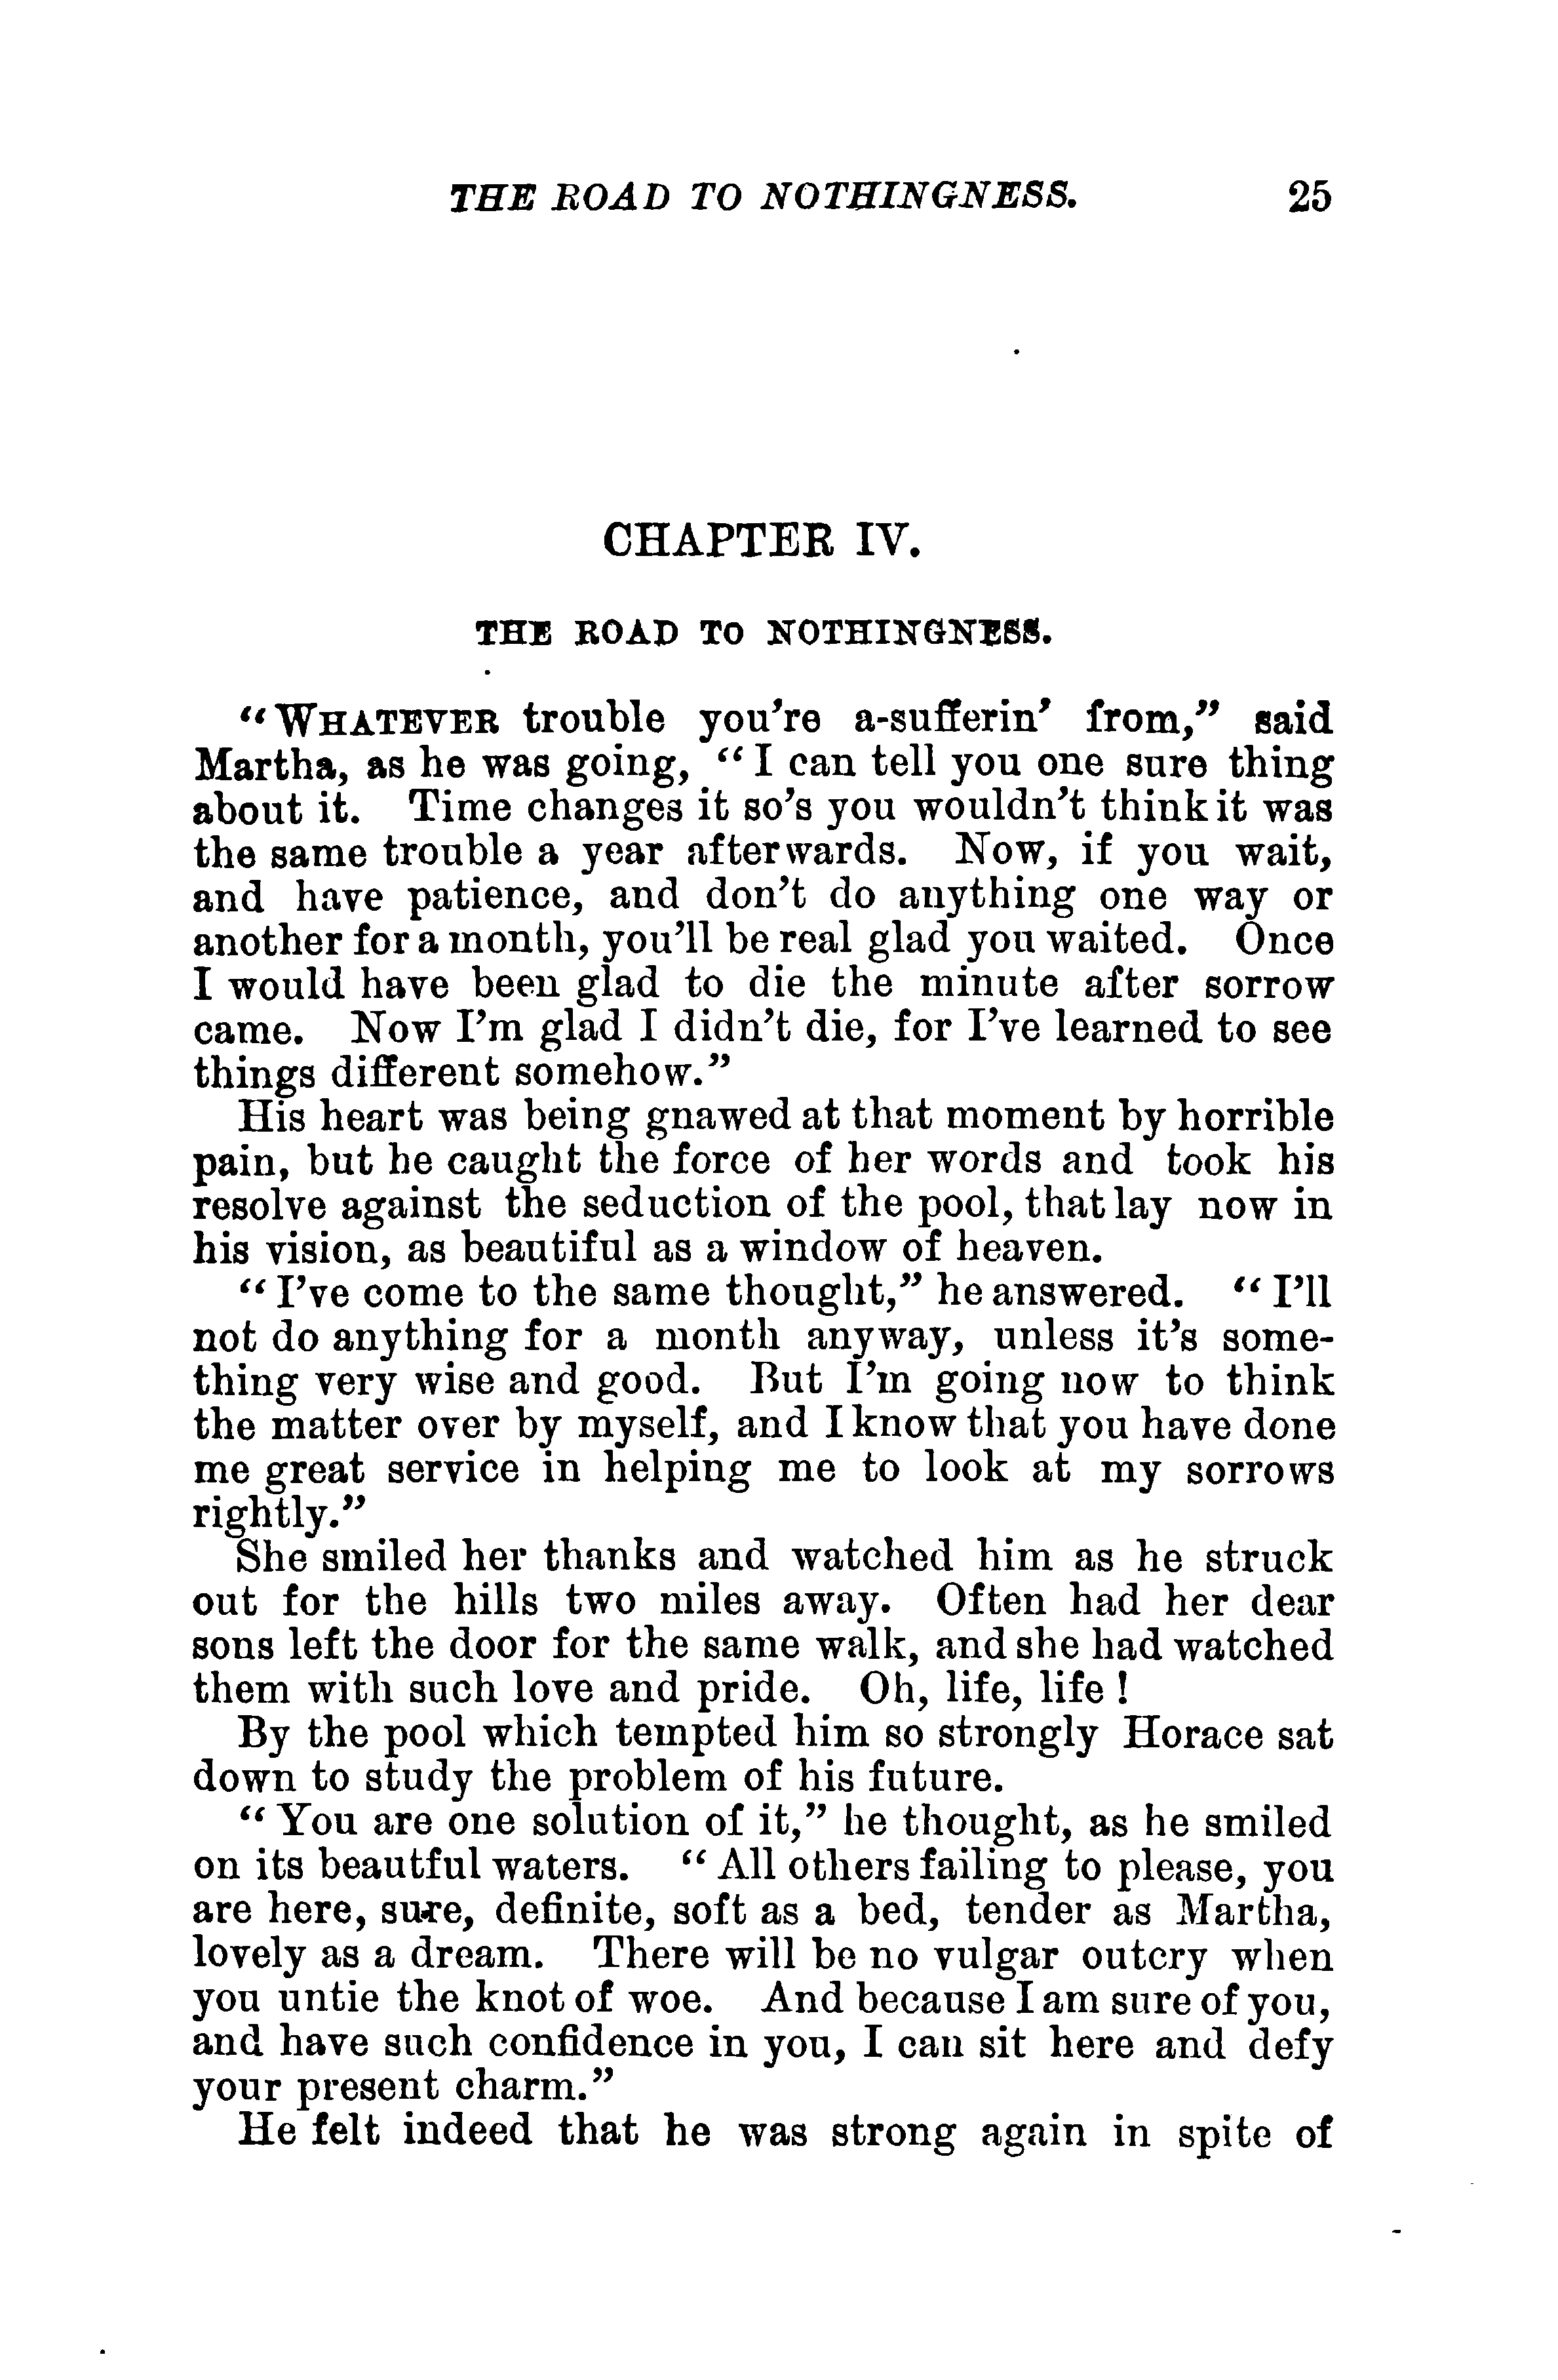 THE ROAD TO NOTHINGNESS. 25
CHAPTER IV.
THE ROAD TO NOTHINGNESS.
“WHATEVER trouble you’re a-sufferin’ from,” said
Martha, as he was going, “I can tell you one sure thing
about it. Time changes it so’s you wouldn’t think it was
the same trouble a year afterwards. Now, if you wait,
and have patience, and don’t do anything one way or
another for a month, you’ll be real glad you waited. Once
I would have been glad to die the minute after sorrow
came. Now I’m glad I didn’t die, for I’ve learned to see
things different somehow.”
His heart was being gnawed at that moment by horrible
pain, but he caught the force of her words and took his
resolve against the seduction of the pool, that lay now in
his vision, as beautiful as a window of heaven.
“I’ve come to the same thought,” he answered. “I’ll
not do anything for a month anyway, unless it’s some-
thing very wise and good. But I’m going now to think
the matter over by myself, and I know that you have done
me great service in helping me to look at my sorrows
rightly.”
She smiled her thanks and watched him as he struck
out for the hills two miles away. Often had her dear
sons left the door for the same walk, and she had watched
them with such love and pride. Oh, life, life!
By the pool which tempted him so strongly Horace sat
down to study the problem of his future.
“You are one solution of it,” he thought, as he smiled
on its beautful waters. “All others failing to please, you
are here, sure, definite, soft as a bed, tender as Martha,
lovely as a dream. There will be no vulgar outcry when
you untie the knot of woe. And because I am sure of you,
and have such confidence in you, I can sit here and defy
your present charm.”
He felt indeed that he was strong again in spite of